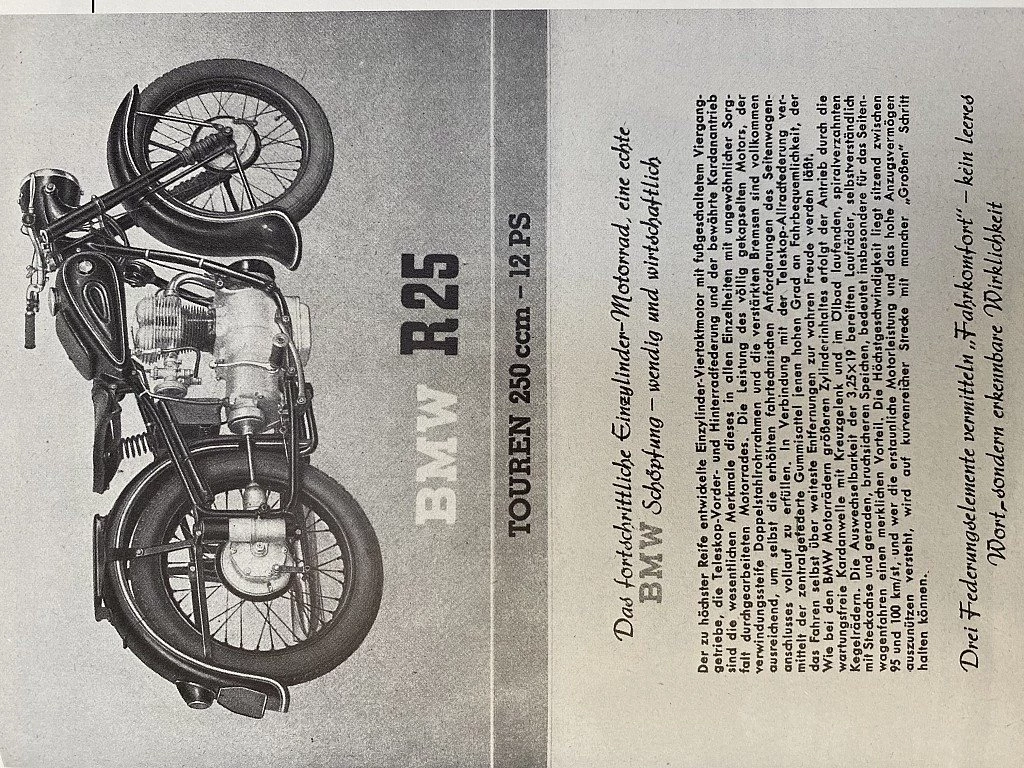 BMW R25
TOUREN 250 ccm – 12 PS
Das fortschrittliche Einzylinder-Motorrad, eine echte
BMW Schöpfung – wendig und wirtschaftlich
Der zu höchster Reife entwickelte Einzylinder-Viertaktmotor mit fußgeschaltetem Viergang-
getriebe, die Teleskop-Vorder- und Hinterradfederung und der bewährte Kardanantrieb
sind die wesentlichen Merkmale dieses in allen Einzelheiten mit ungewöhnlicher Sorg-
falt durchgearbeiteten Motorrades. Die Leistung des völlig gekapselten Motors, der
verwindungssteife Doppelstahlrohrrahmen und die verstärkten Bremsen sind vollkommen
ausreichend, um selbst die erhöhten fahrtechnischen Anforderungen des Seitenwagen-
anschlusses vollauf zu erfüllen. In Verbindung mit der Teleskop-Allradfederung ver-
mittelt der zentralgefederte Gummisattel jenen hohen Grad an Fahrbequemlichkeit, der
das Fahren selbst über weiteste Entfernungen zur wahren Freude werden läßt.
Wie bei den BMW Motorrädern größeren Zylinderinhaltes erfolgt der Antrieb durch die
wartungsfreie Kardanwelle mit Kreuzgelenk und im Ölbad laufenden, spiralverzahnten
Kegelrädern. Die Auswechselbarkeit der 3,25×19 bereiften Laufräder, selbstverständlich
mit Steckachse und geraden buchsierten Speichen, bedeutet insbesondere für das Seiten-
wagenfahren einen merklichen Vorteil. Die Höchstgeschwindigkeit liegt sitzend zwischen
95 und 100 km/st, und wer die erstaunliche Motorleistung und das hohe Anzugsvermögen
auszunützen versteht, wird auf kurvenreicher Strecke mit mancher „Großen" Schritt
halten können.
Drei Federungselemente vermitteln „Fahrkomfort" – kein leeres
Wort, sondern erkennbare Wirklichkeit